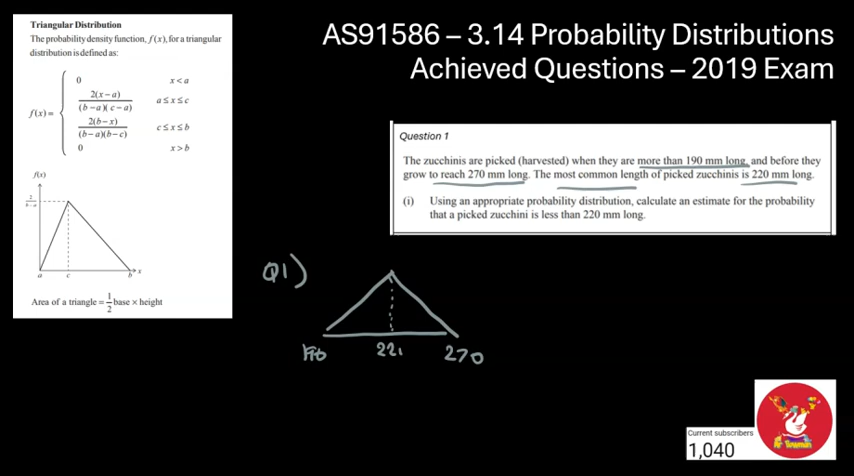 Triangular Distribution
The probability density function, f(x), for a triangular
distribution is defined as:
0 x < a
2(x − a)
(b − a)(c − a)
a ≤ x ≤ c
f(x) =
2(b − x)
(b − a)(b − c)
c ≤ x ≤ b
0 x > b
f(x)
2
b − a
a c b x
Area of a triangle = 1/2 base × height
AS91586 – 3.14 Probability Distributions
Achieved Questions – 2019 Exam
Question 1
The zucchinis are picked (harvested) when they are more than 190 mm long, and before they
grow to reach 270 mm long. The most common length of picked zucchinis is 220 mm long.
(i) Using an appropriate probability distribution, calculate an estimate for the probability
that a picked zucchini is less than 220 mm long.
Q1)
270
Current subscribers
1,040